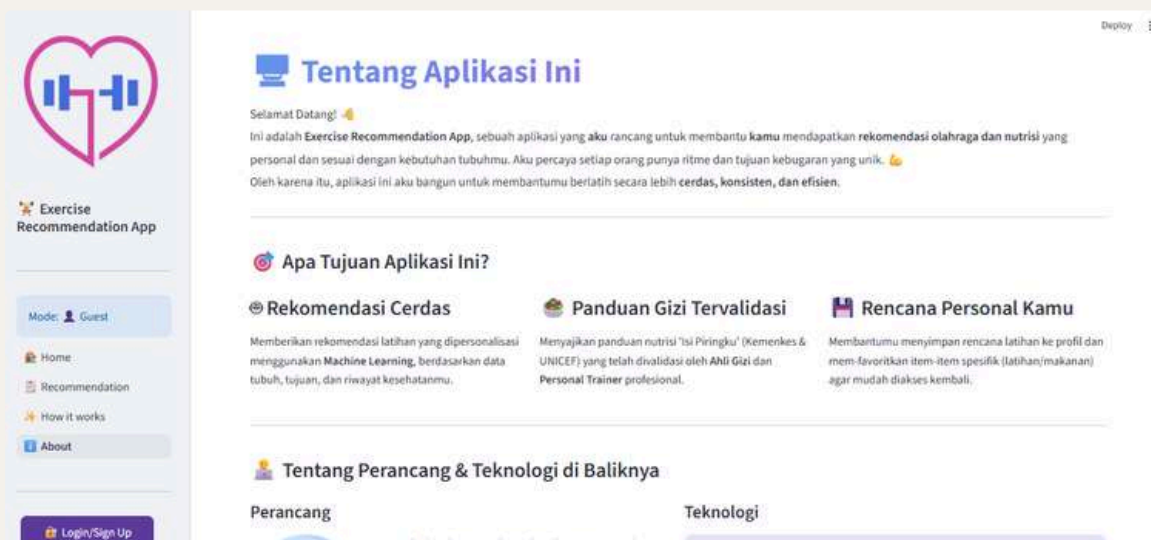 Deploy
Exercise
Recommendation App
Mode: Guest
Home
Recommendation
How it works
About
Login/Sign Up
Tentang Aplikasi Ini
Selamat Datang!
Ini adalah Exercise Recommendation App, sebuah aplikasi yang aku rancang untuk membantu kamu mendapatkan rekomendasi olahraga dan nutrisi yang
personal dan sesuai dengan kebutuhan tubuhmu. Aku percaya setiap orang punya ritme dan tujuan kebugaran yang unik.
Oleh karena itu, aplikasi ini aku bangun untuk membantumu berlatih secara lebih cerdas, konsisten, dan efisien.
Apa Tujuan Aplikasi Ini?
Rekomendasi Cerdas
Memberikan rekomendasi latihan yang dipersonalisasi
menggunakan Machine Learning, berdasarkan data
tubuh, tujuan, dan riwayat kesehatanmu.
Panduan Gizi Tervalidasi
Menyajikan panduan nutrisi 'Isi Piringku' (Kemenkes &
UNICEF) yang telah divalidasi oleh Ahli Gizi dan
Personal Trainer profesional.
Rencana Personal Kamu
Membantumu menyimpan rencana latihan ke profil dan
mem-favoritkan item-item spesifik (latihan/makanan)
agar mudah diakses kembali.
Tentang Perancang & Teknologi di Baliknya
Perancang
Teknologi